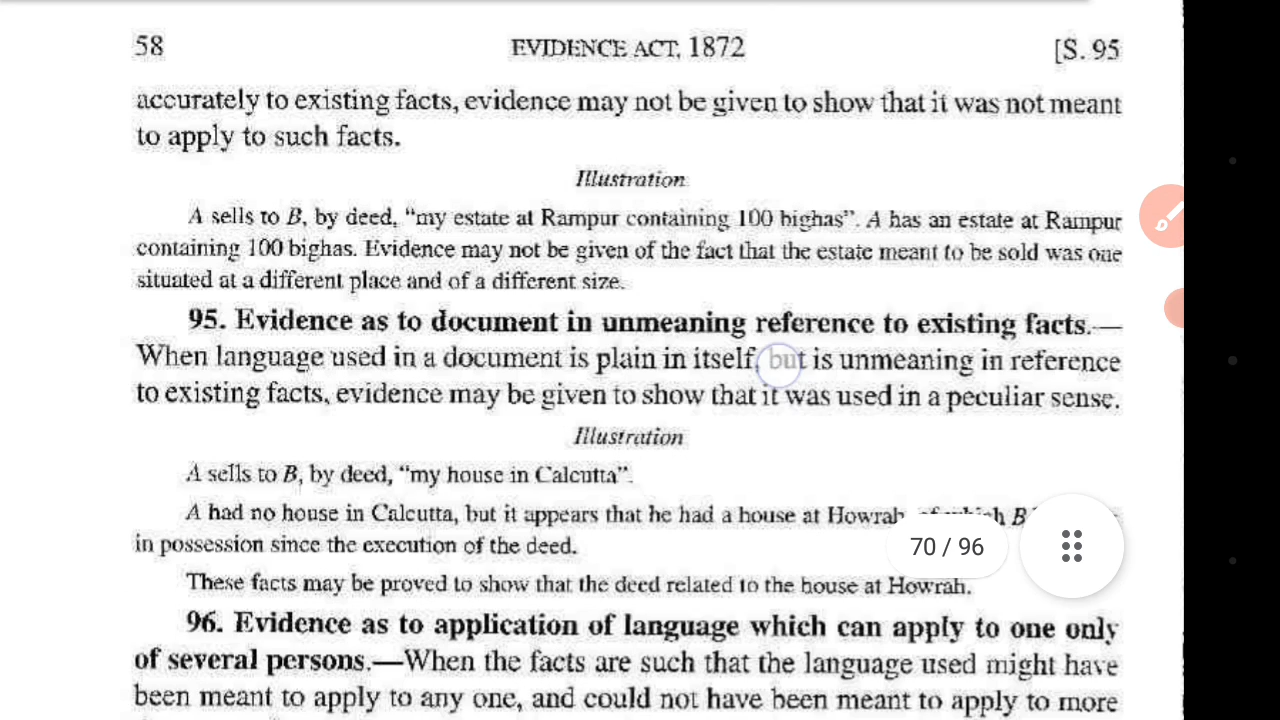 58 EVIDENCE ACT, 1872 [S. 95
accurately to existing facts, evidence may not be given to show that it was not meant
to apply to such facts.
Illustration
A sells to B, by deed, “my estate at Rampur containing 100 bighas”. A has an estate at Rampur
containing 100 bighas. Evidence may not be given of the fact that the estate meant to be sold was one
situated at a different place and of a different size.
95. Evidence as to document in unmeaning reference to existing facts.—
When language used in a document is plain in itself, but is unmeaning in reference
to existing facts, evidence may be given to show that it was used in a peculiar sense.
Illustration
A sells to B, by deed, “my house in Calcutta”.
A had no house in Calcutta, but it appears that he had a house at Howrah, of which B
in possession since the execution of the deed.
70 / 96
These facts may be proved to show that the deed related to the house at Howrah.
96. Evidence as to application of language which can apply to one only
of several persons.—When the facts are such that the language used might have
been meant to apply to any one, and could not have been meant to apply to more